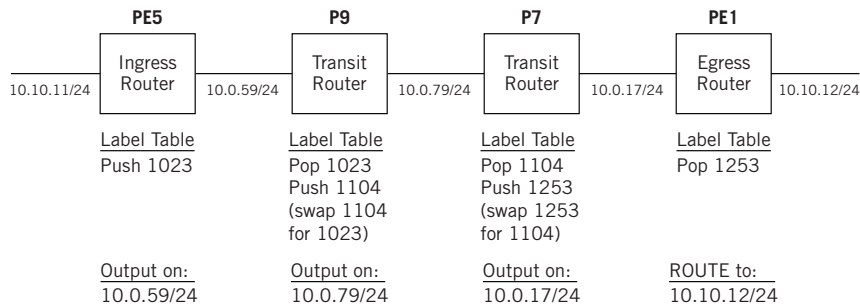 PE5
P9
P7
PE1
Ingress
Router
Transit
Router
Transit
Router
Egress
Router
10.10.11/24
10.0.59/24
10.0.79/24
10.0.17/24
10.10.12/24
Label Table
Push 1023
Label Table
Pop 1023
Push 1104
(swap 1104
for 1023)
Label Table
Pop 1104
Push 1253
(swap 1253
for 1104)
Label Table
Pop 1253
Output on:
10.0.59/24
Output on:
10.0.79/24
Output on:
10.0.17/24
ROUTE to:
10.10.12/24